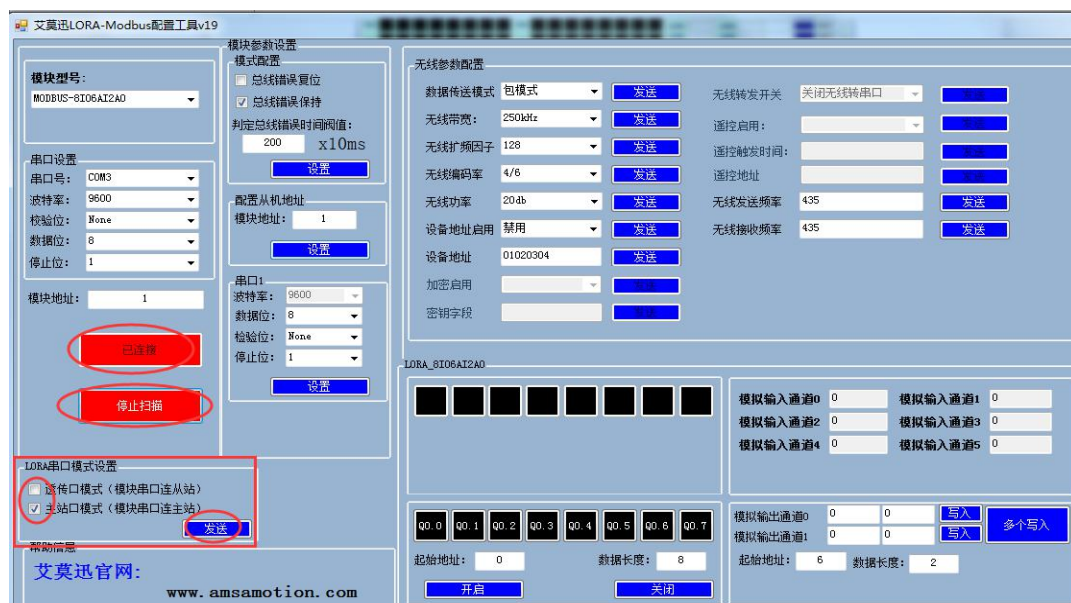 艾莫迅LORA-Modbus配置工具v19
模块型号:
MODBUS-8IO6AI2AO
串口设置
串口号: COM3
波特率: 9600
校验位: None
数据位: 8
停止位: 1
模块地址: 1
已连接
停止扫描
LORA串口模式设置
透传口模式（模块串口连从站）
主站口模式（模块串口连主站）
发送
帮助信息
艾莫迅官网:
www.amsamotion.com
模块参数设置
模式配置
总线错误复位
总线错误保持
判定总线错误时间阀值:
200 x10ms
设置
配置从机地址
模块地址: 1
设置
串口1
波特率: 9600
数据位: 8
检验位: None
停止位: 1
设置
无线参数配置
数据传送模式 包模式 发送
无线带宽: 250kHz 发送
无线扩频因子 128 发送
无线编码率 4/6 发送
无线功率 20db 发送
设备地址启用 禁用 发送
设备地址 01020304 发送
加密启用 发送
密钥字段 发送
无线转发开关 关闭无线转串口 发送
遥控启用: 发送
遥控触发时间: 发送
遥控地址 发送
无线发送频率 435 发送
无线接收频率 435 发送
LORA_8IO6AI2AO
模拟输入通道0 0 模拟输入通道1 0
模拟输入通道2 0 模拟输入通道3 0
模拟输入通道4 0 模拟输入通道5 0
Q0.0 Q0.1 Q0.2 Q0.3 Q0.4 Q0.5 Q0.6 Q0.7
起始地址: 0 数据长度: 8
开启 关闭
模拟输出通道0 0 0 写入
模拟输出通道1 0 0 写入
多个写入
起始地址: 6 数据长度: 2